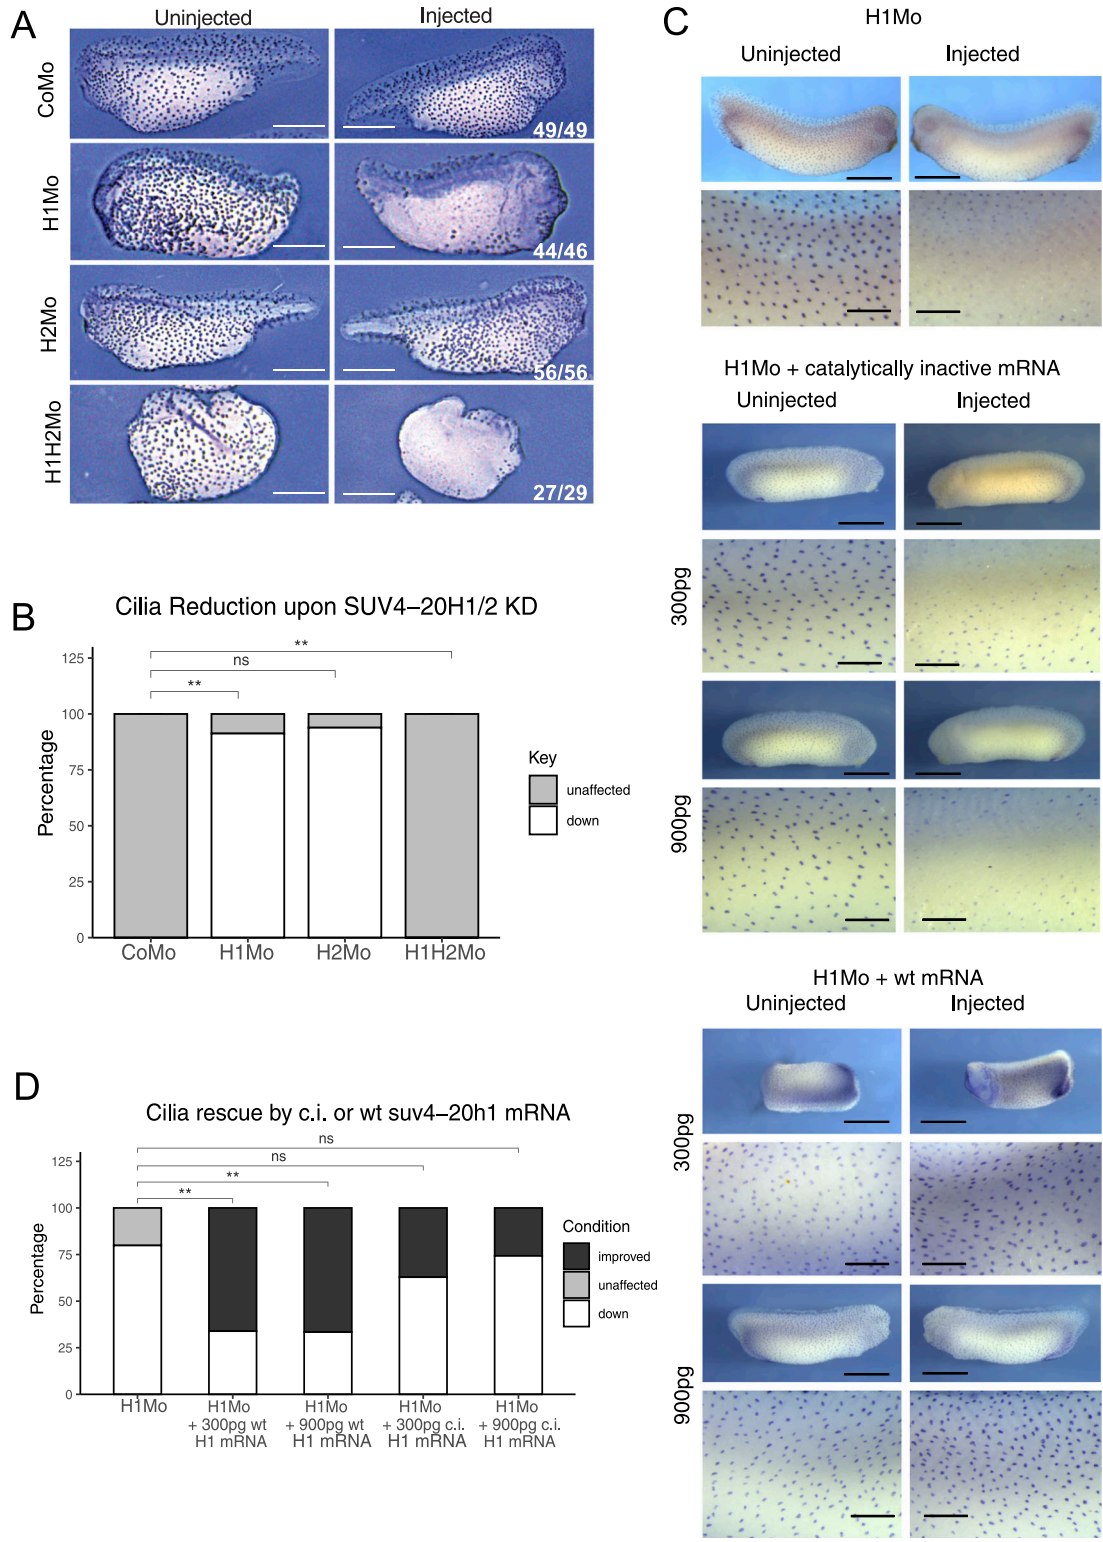 A
Uninjected
Injected
CoMo
49/49
H1Mo
44/46
H2Mo
56/56
H1H2Mo
27/29
B
Cilia Reduction upon SUV4–20H1/2 KD
**
ns
**
125
100
75
50
25
0
Percentage
CoMo
H1Mo
H2Mo
H1H2Mo
Key
unaffected
down
C
H1Mo
Uninjected
Injected
H1Mo + catalytically inactive mRNA
Uninjected
Injected
300pg
900pg
H1Mo + wt mRNA
Uninjected
Injected
300pg
900pg
D
Cilia rescue by c.i. or wt suv4–20h1 mRNA
ns
ns
**
**
125
100
75
50
25
0
Percentage
H1Mo
H1Mo
+ 300pg wt
H1 mRNA
H1Mo
+ 900pg wt
H1 mRNA
H1Mo
+ 300pg c.i.
H1 mRNA
H1Mo
+ 900pg c.i.
H1 mRNA
Condition
improved
unaffected
down